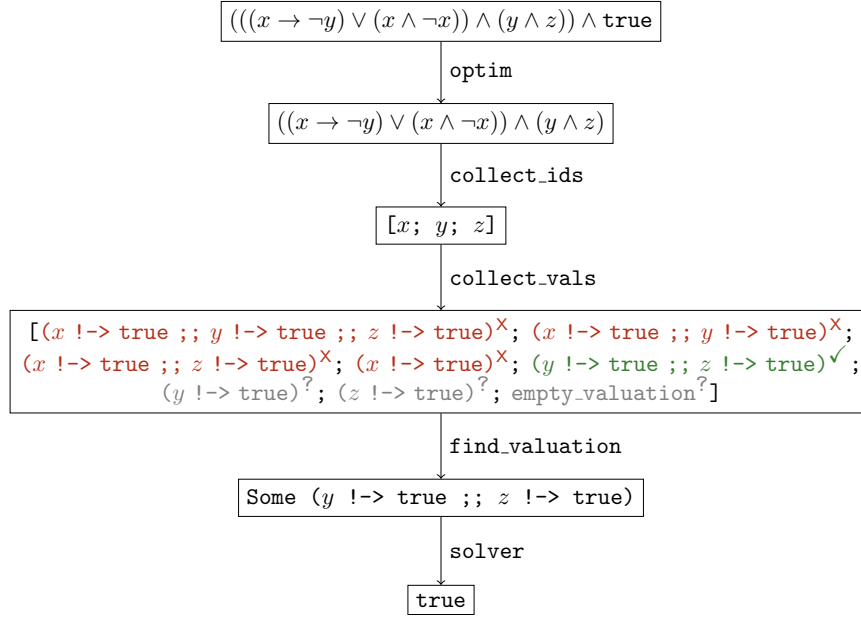 (((x → ¬y) ∨ (x ∧ ¬x)) ∧ (y ∧ z)) ∧ true
optim
((x → ¬y) ∨ (x ∧ ¬x)) ∧ (y ∧ z)
collect_ids
[x; y; z]
collect_vals
[(x !-> true ;; y !-> true ;; z !-> true)^X; (x !-> true ;; y !-> true)^X;
(x !-> true ;; z !-> true)^X; (x !-> true)^X; (y !-> true ;; z !-> true)^✓;
(y !-> true)^?; (z !-> true)^?; empty_valuation^?]
find_valuation
Some (y !-> true ;; z !-> true)
solver
true